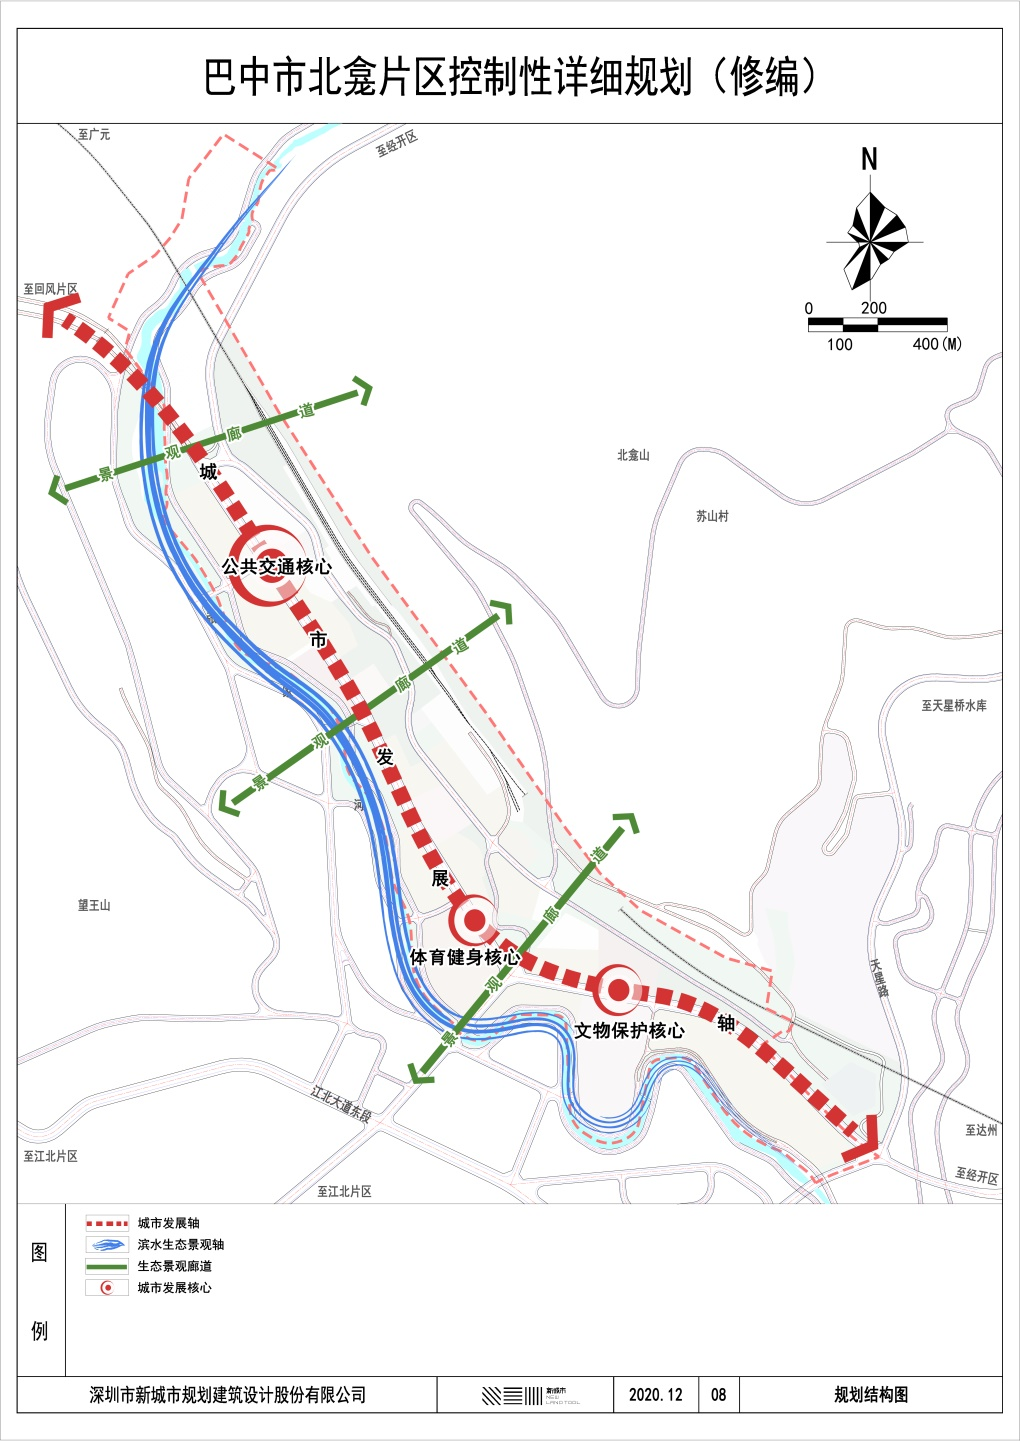 巴中市北龛片区控制性详细规划（修编）
至广元
至经开区
N
至回风片区
0 200
100 400(M)
景观廊道
城
北龛山
苏山村
公共交通核心
市
景观廊道
至天星桥水库
发
河
展
景观廊道
望王山
体育健身核心
天星路
文物保护核心
轴
江北大道东段
至达州
至江北片区
至经开区
至江北片区
图例
城市发展轴
滨水生态景观轴
生态景观廊道
城市发展核心
深圳市新城市规划建筑设计股份有限公司
新城市
NEW
LAND TOOL
2020.12
08
规划结构图